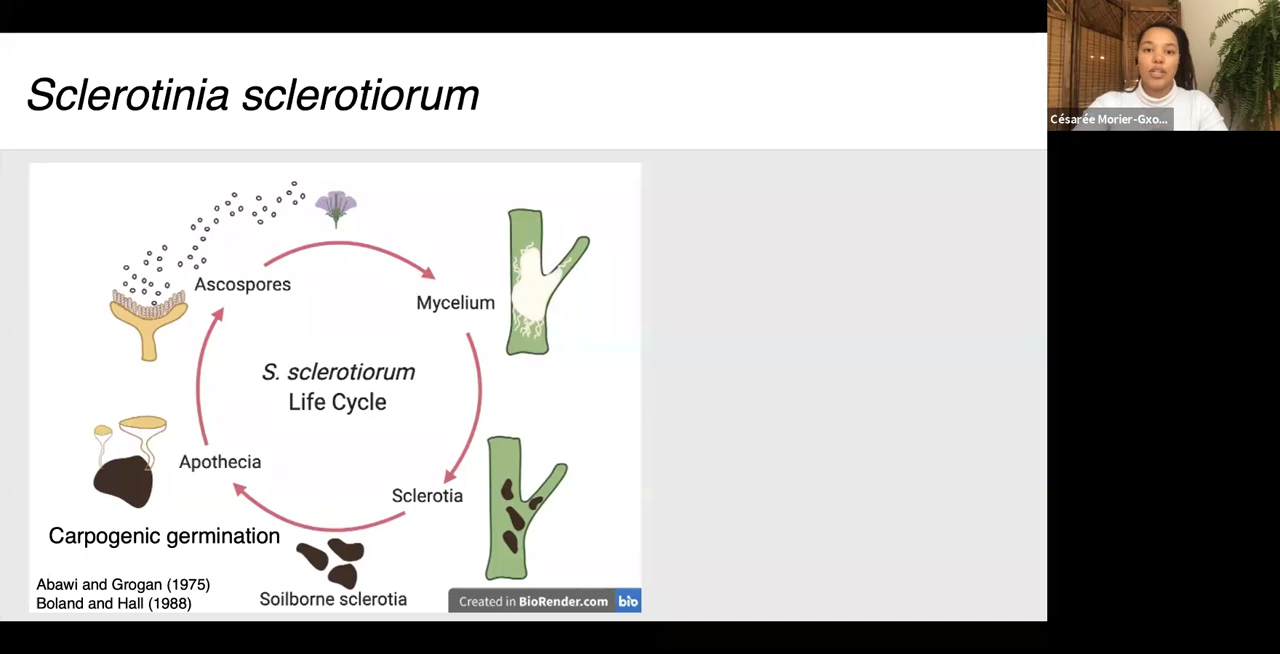 Sclerotinia sclerotiorum
Césarée Morier-Gxo...
Ascospores
Mycelium
S. sclerotiorum
Life Cycle
Apothecia
Sclerotia
Carpogenic germination
Abawi and Grogan (1975)
Boland and Hall (1988)
Soilborne sclerotia
Created in BioRender.com bio